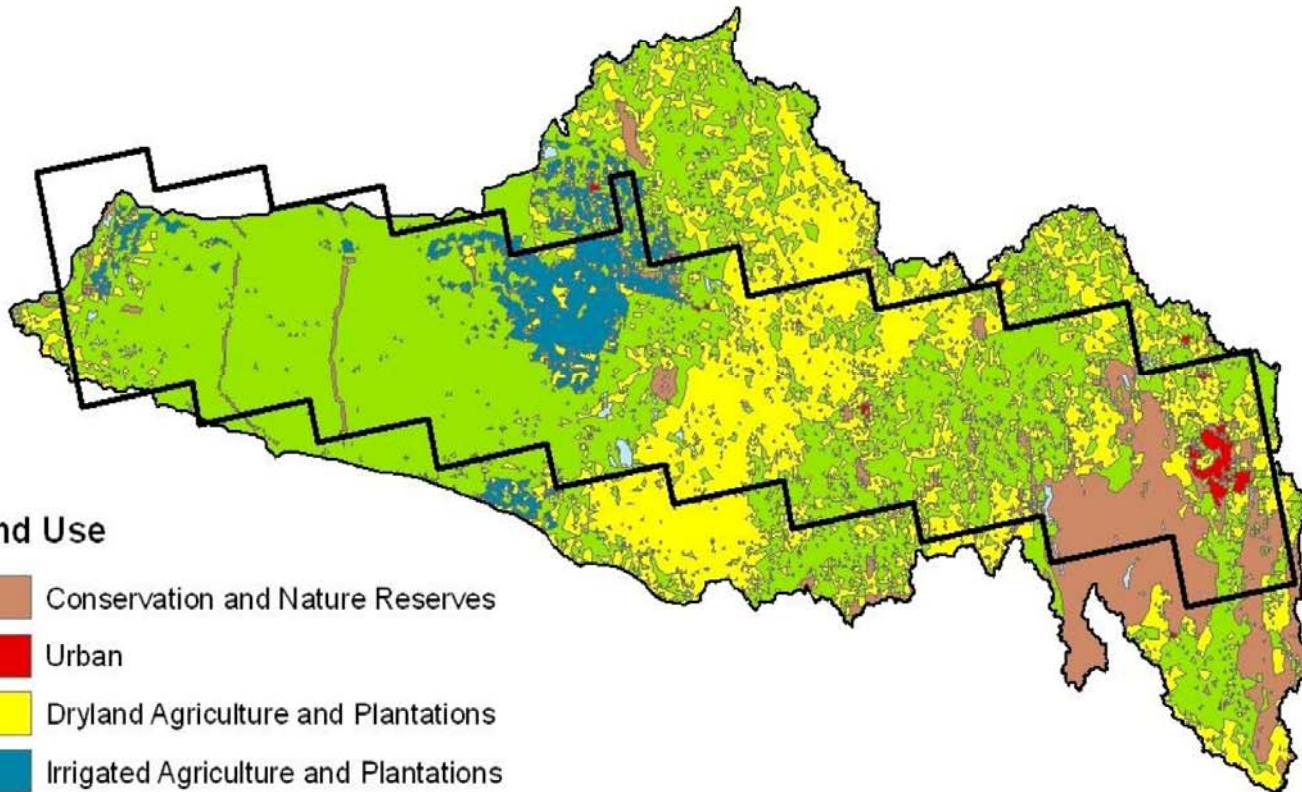 nd Use
Conservation and Nature Reserves
Urban
Dryland Agriculture and Plantations
Irrigated Agriculture and Plantations